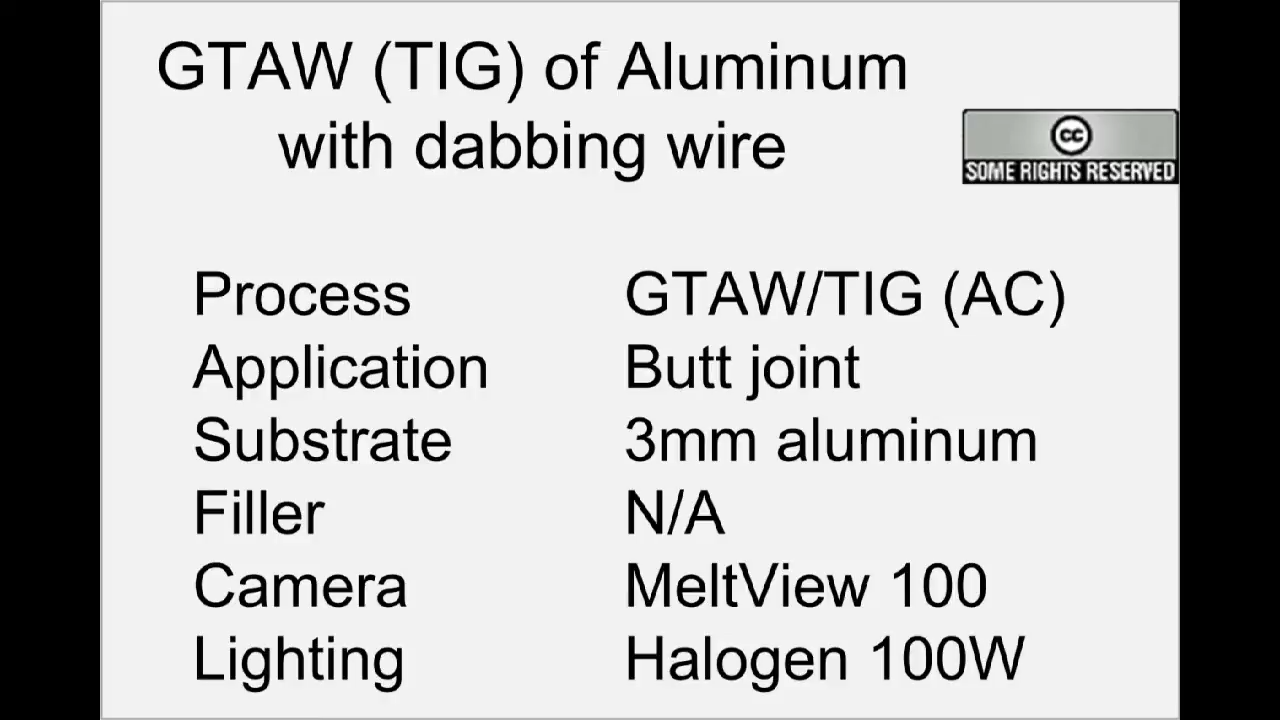 GTAW (TIG) of Aluminum
with dabbing wire
cc
SOME RIGHTS RESERVED
Process GTAW/TIG (AC)
Application Butt joint
Substrate 3mm aluminum
Filler N/A
Camera MeltView 100
Lighting Halogen 100W